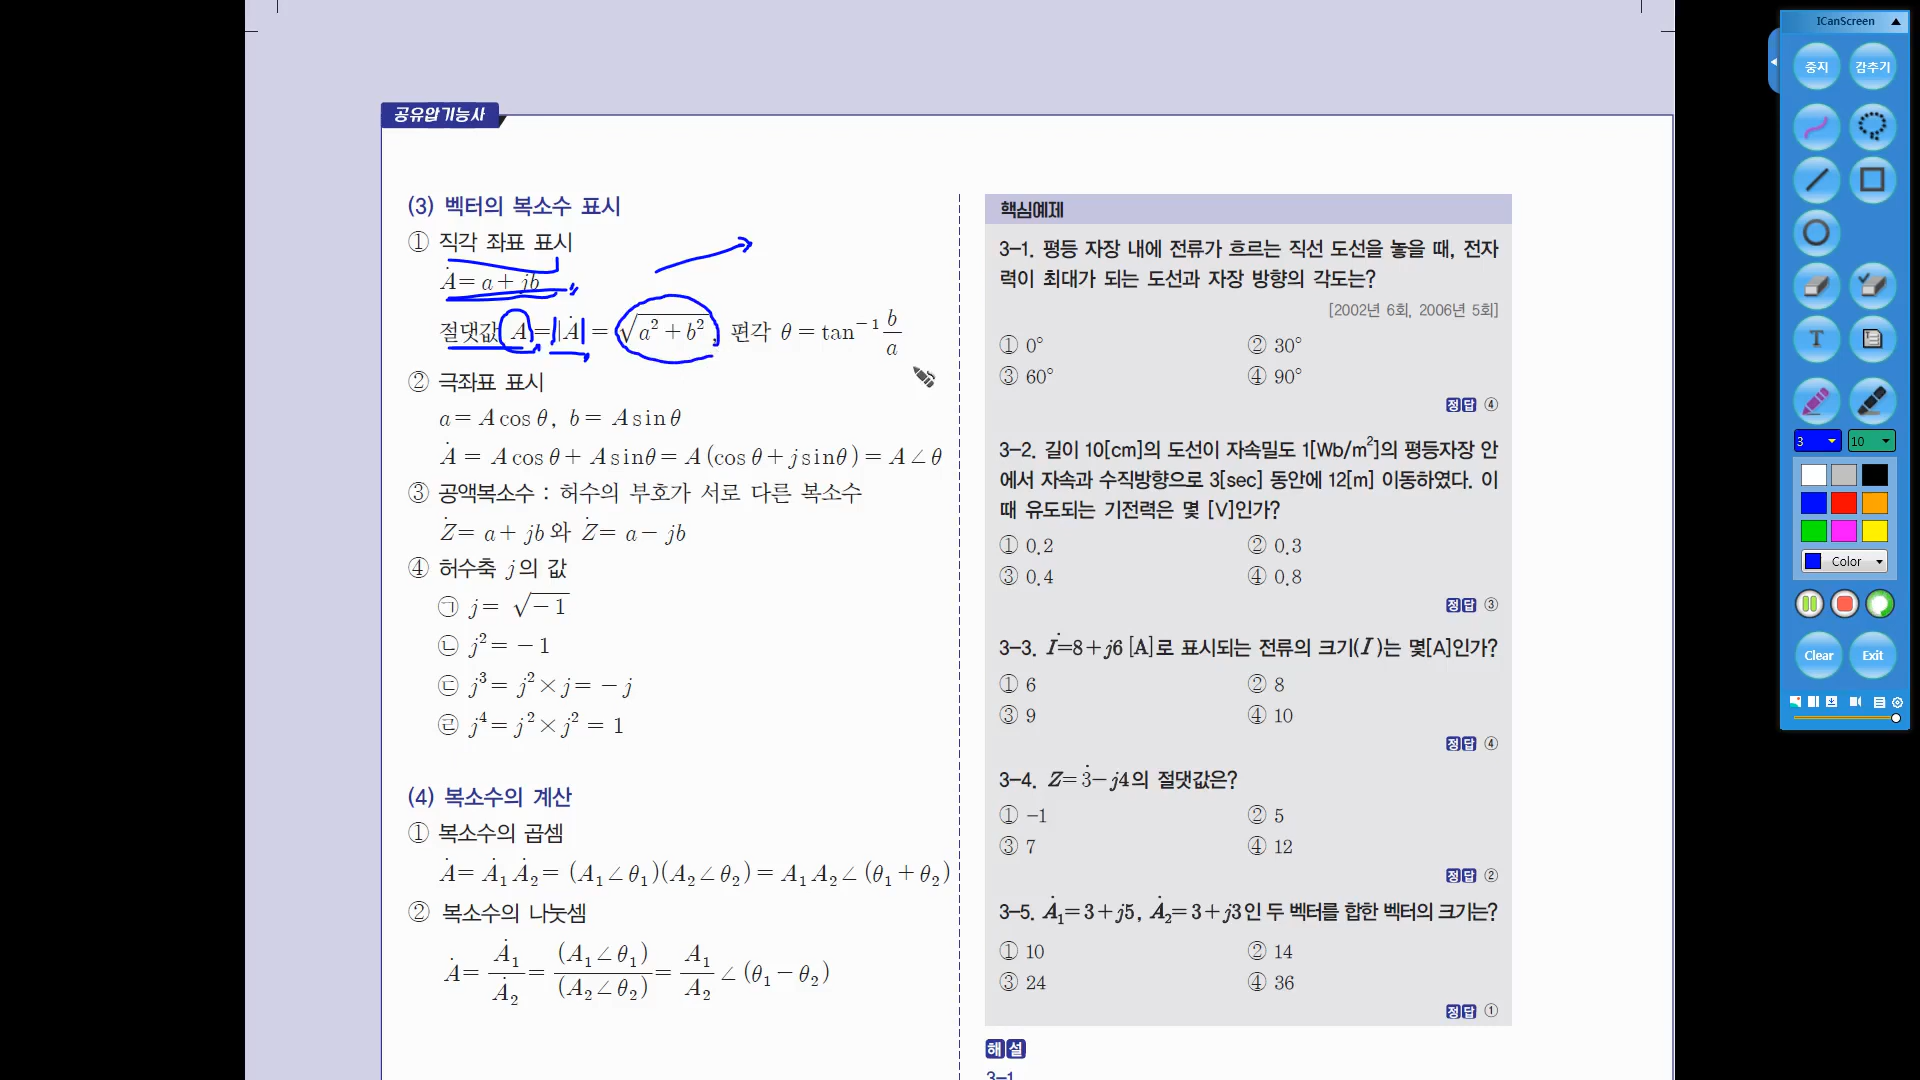 공유압기능사
(3) 벡터의 복소수 표시
① 직각 좌표 표시
Ȧ = a + jb
절댓값 A = |Ȧ| = √(a² + b²), 편각 θ = tan⁻¹ b/a
② 극좌표 표시
a = A cos θ, b = A sin θ
Ȧ = A cosθ + A sinθ = A (cosθ + j sinθ) = A∠θ
③ 공액복소수 : 허수의 부호가 서로 다른 복소수
Ż = a + jb 와 Ż = a − jb
④ 허수축 j의 값
㉠ j = √−1
㉡ j² = −1
㉢ j³ = j² × j = −j
㉣ j⁴ = j² × j² = 1
(4) 복소수의 계산
① 복소수의 곱셈
Ȧ = Ȧ₁ Ȧ₂ = (A₁∠θ₁)(A₂∠θ₂) = A₁A₂∠(θ₁ + θ₂)
② 복소수의 나눗셈
Ȧ = Ȧ₁/Ȧ₂ = (A₁∠θ₁)/(A₂∠θ₂) = A₁/A₂ ∠(θ₁ − θ₂)
핵심예제
3-1. 평등 자장 내에 전류가 흐르는 직선 도선을 놓을 때, 전자
력이 최대가 되는 도선과 자장 방향의 각도는?
[2002년 6회, 2006년 5회]
① 0° ② 30°
③ 60° ④ 90°
정답 ④
3-2. 길이 10[cm]의 도선이 자속밀도 1[Wb/m²]의 평등자장 안
에서 자속과 수직방향으로 3[sec] 동안에 12[m] 이동하였다. 이
때 유도되는 기전력은 몇 [V]인가?
① 0.2 ② 0.3
③ 0.4 ④ 0.8
정답 ③
3-3. İ=8+j6 [A]로 표시되는 전류의 크기(I)는 몇[A]인가?
① 6 ② 8
③ 9 ④ 10
정답 ④
3-4. Z=3̇−j4의 절댓값은?
① −1 ② 5
③ 7 ④ 12
정답 ②
3-5. Ȧ₁=3+j5, Ȧ₂=3+j3인 두 벡터를 합한 벡터의 크기는?
① 10 ② 14
③ 24 ④ 36
정답 ①
해설
3-1
ICanScreen
중지 감추기
T
3 10
Color
Clear Exit